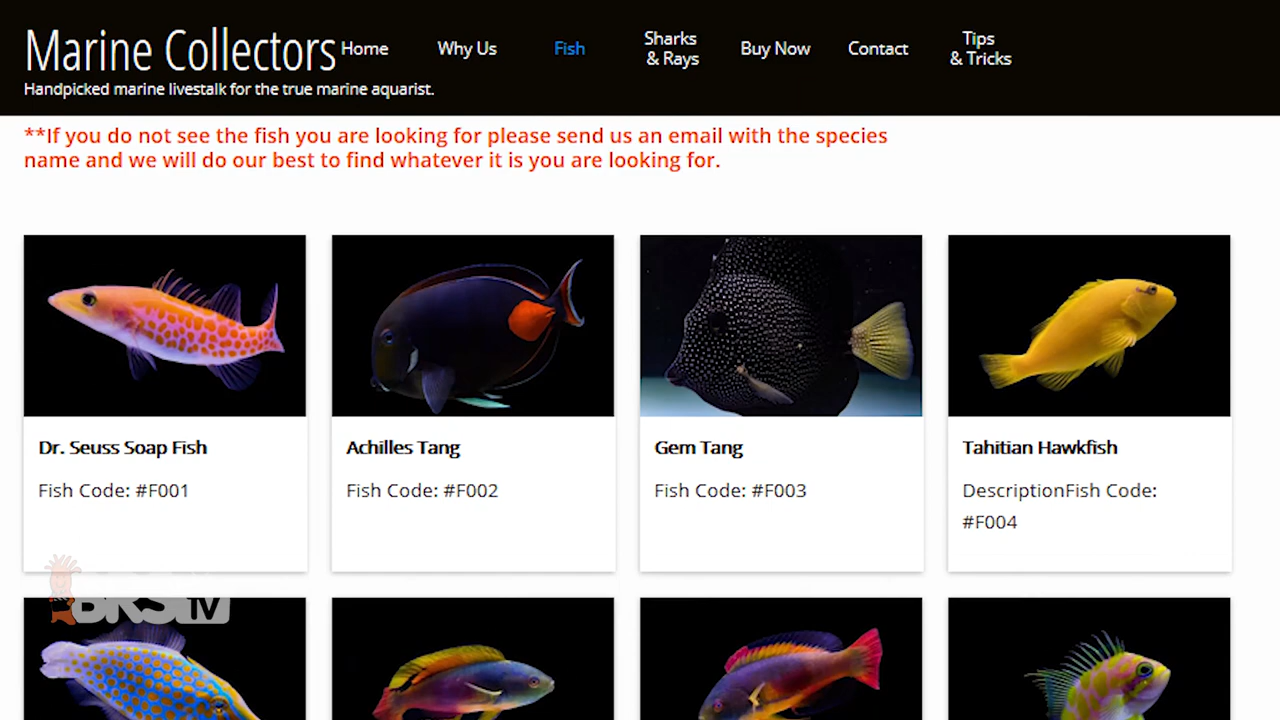 Marine Collectors
Home Why Us Fish Sharks & Rays Buy Now Contact Tips & Tricks
Handpicked marine livestalk for the true marine aquarist.
**If you do not see the fish you are looking for please send us an email with the species
name and we will do our best to find whatever it is you are looking for.
Dr. Seuss Soap Fish
Fish Code: #F001
Achilles Tang
Fish Code: #F002
Gem Tang
Fish Code: #F003
Tahitian Hawkfish
DescriptionFish Code:
#F004
BRSTV